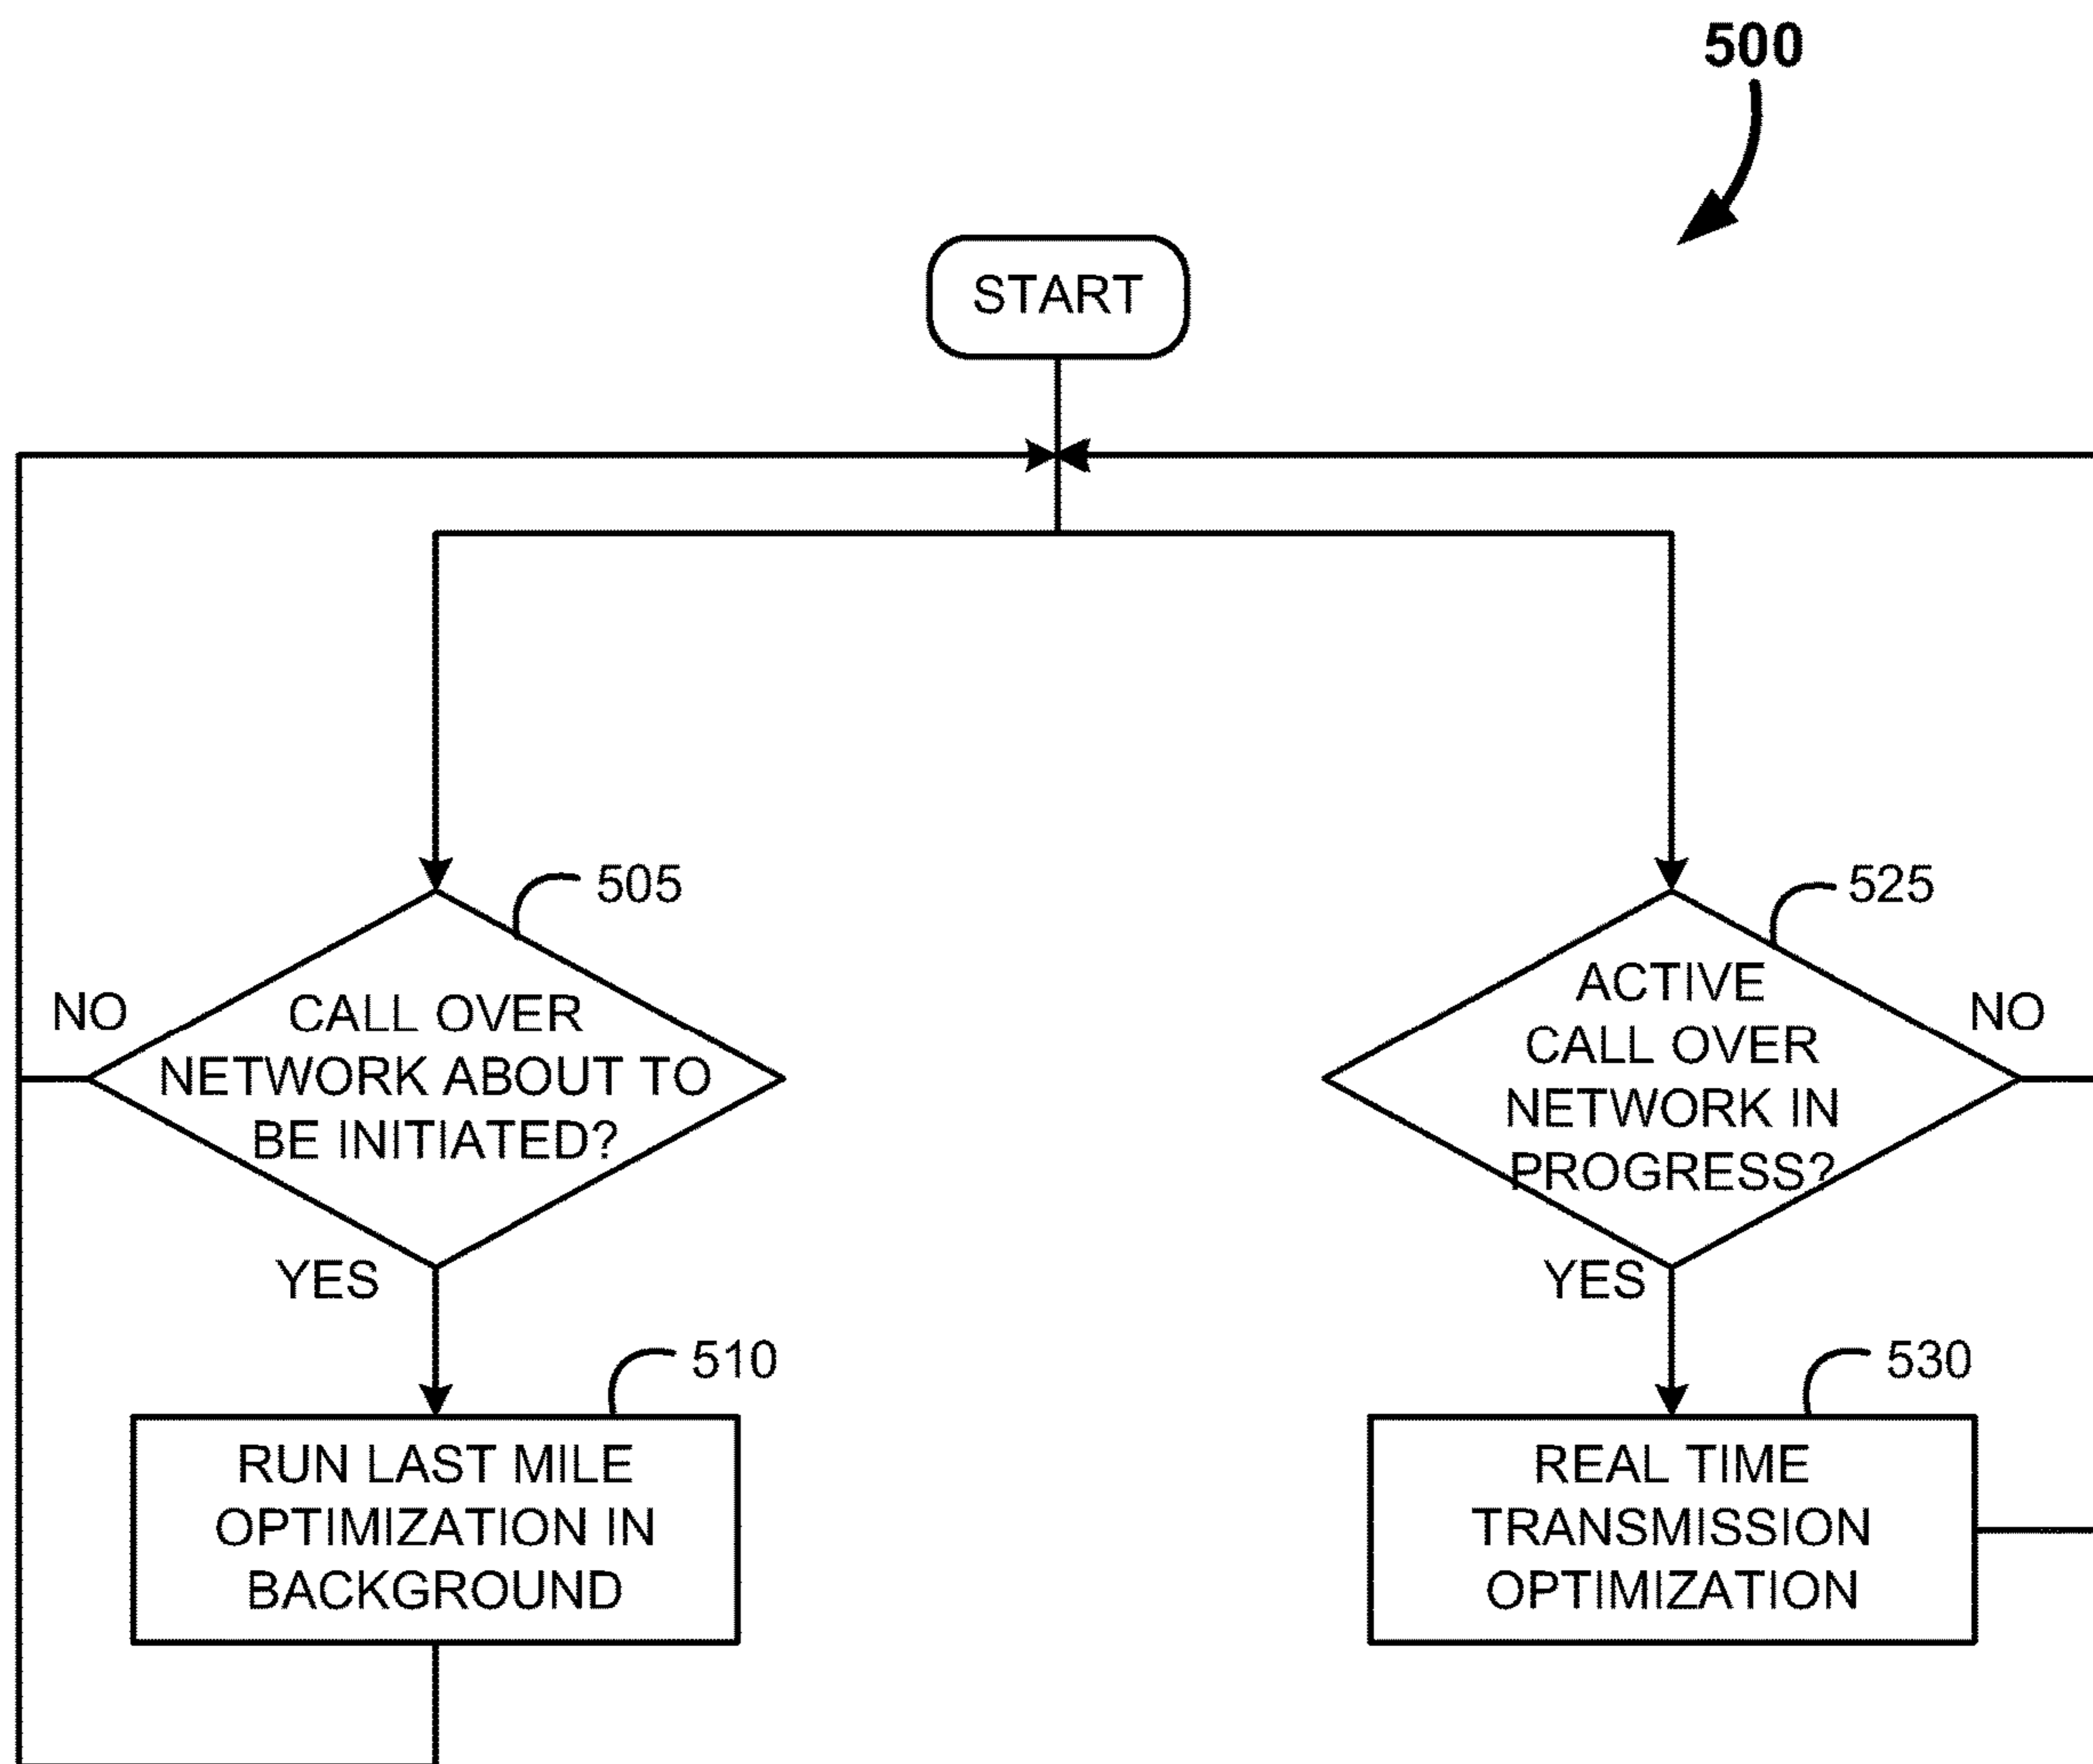 500
START
505
525
NO
CALL OVER
NETWORK ABOUT TO
BE INITIATED?
YES
ACTIVE
CALL OVER
NETWORK IN
PROGRESS?
NO
YES
510
RUN LAST MILE
OPTIMIZATION IN
BACKGROUND
530
REAL TIME
TRANSMISSION
OPTIMIZATION